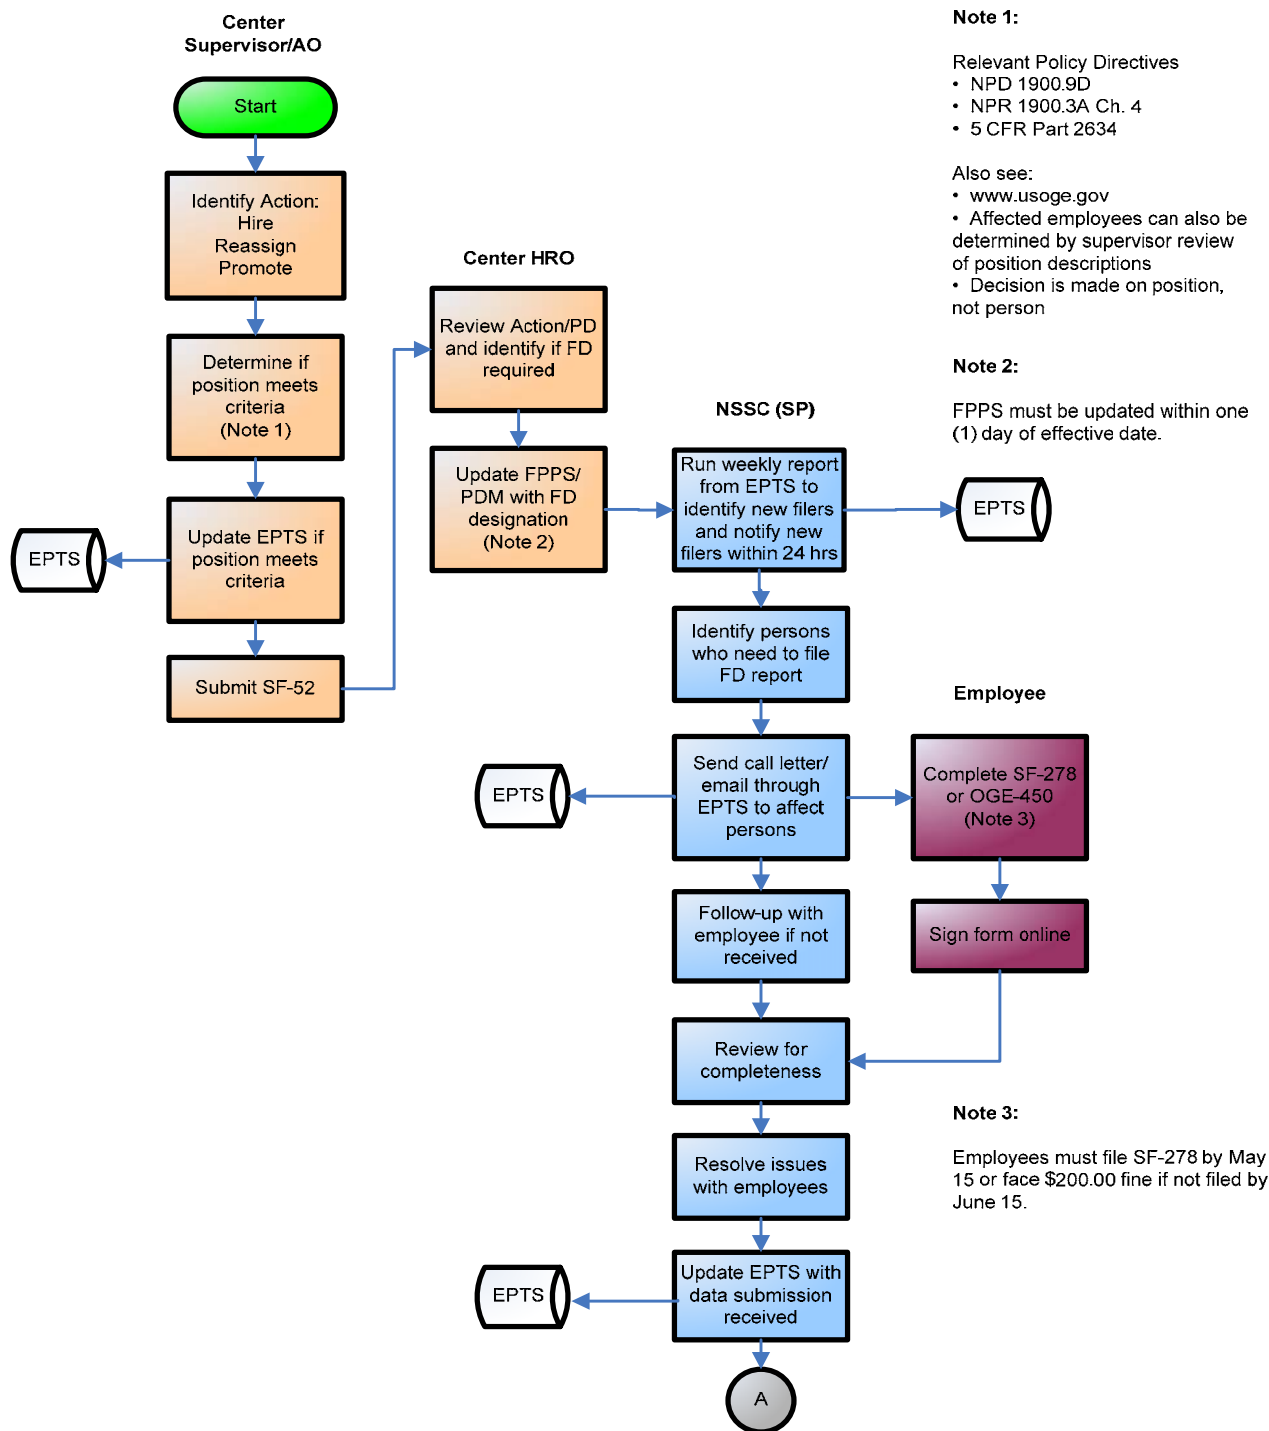 Center
Supervisor/AO
Start
Identify Action:
Hire
Reassign
Promote
Determine if
position meets
criteria
(Note 1)
Update EPTS if
position meets
criteria
EPTS
Submit SF-52
Center HRO
Review Action/PD
and identify if FD
required
Update FPPS/
PDM with FD
designation
(Note 2)
NSSC (SP)
Run weekly report
from EPTS to
identify new filers
and notify new
filers within 24 hrs
EPTS
Identify persons
who need to file
FD report
Send call letter/
email through
EPTS to affect
persons
EPTS
Follow-up with
employee if not
received
Review for
completeness
Resolve issues
with employees
Update EPTS with
data submission
received
EPTS
A
Employee
Complete SF-278
or OGE-450
(Note 3)
Sign form online
Note 1:
Relevant Policy Directives
• NPD 1900.9D
• NPR 1900.3A Ch. 4
• 5 CFR Part 2634
Also see:
• www.usoge.gov
• Affected employees can also be
determined by supervisor review
of position descriptions
• Decision is made on position,
not person
Note 2:
FPPS must be updated within one
(1) day of effective date.
Note 3:
Employees must file SF-278 by May
15 or face $200.00 fine if not filed by
June 15.